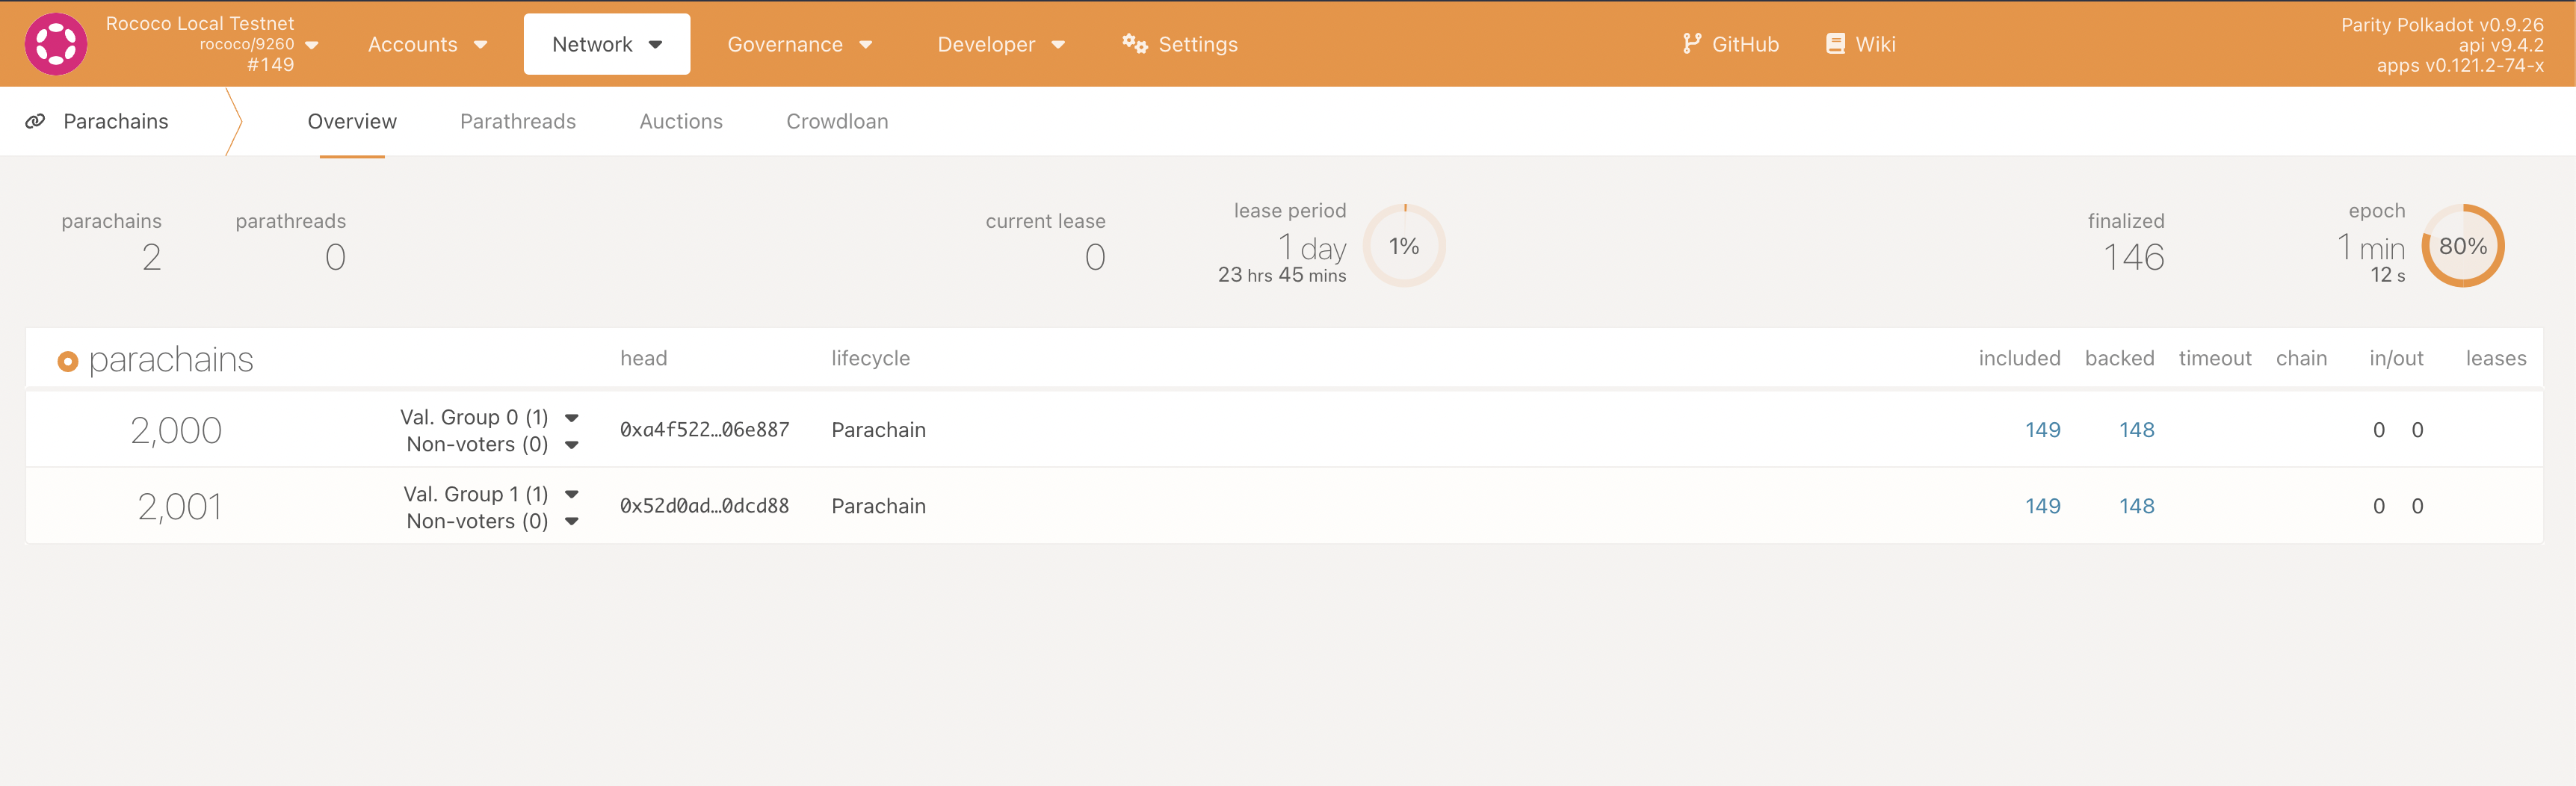 Rococo Local Testnet
rococo/9260
#149
Accounts
Network
Governance
Developer
Settings
GitHub
Wiki
Parity Polkadot v0.9.26
api v9.4.2
apps v0.121.2-74-x
Parachains
Overview
Parathreads
Auctions
Crowdloan
parachains
2
parathreads
0
current lease
0
lease period
1 day
23 hrs 45 mins
1%
finalized
146
epoch
1 min
12 s
80%
parachains head lifecycle included backed timeout chain in/out leases
2,000
Val. Group 0 (1)
Non-voters (0)
0xa4f522…06e887 Parachain 149 148 0 0
2,001
Val. Group 1 (1)
Non-voters (0)
0x52d0ad…0dcd88 Parachain 149 148 0 0